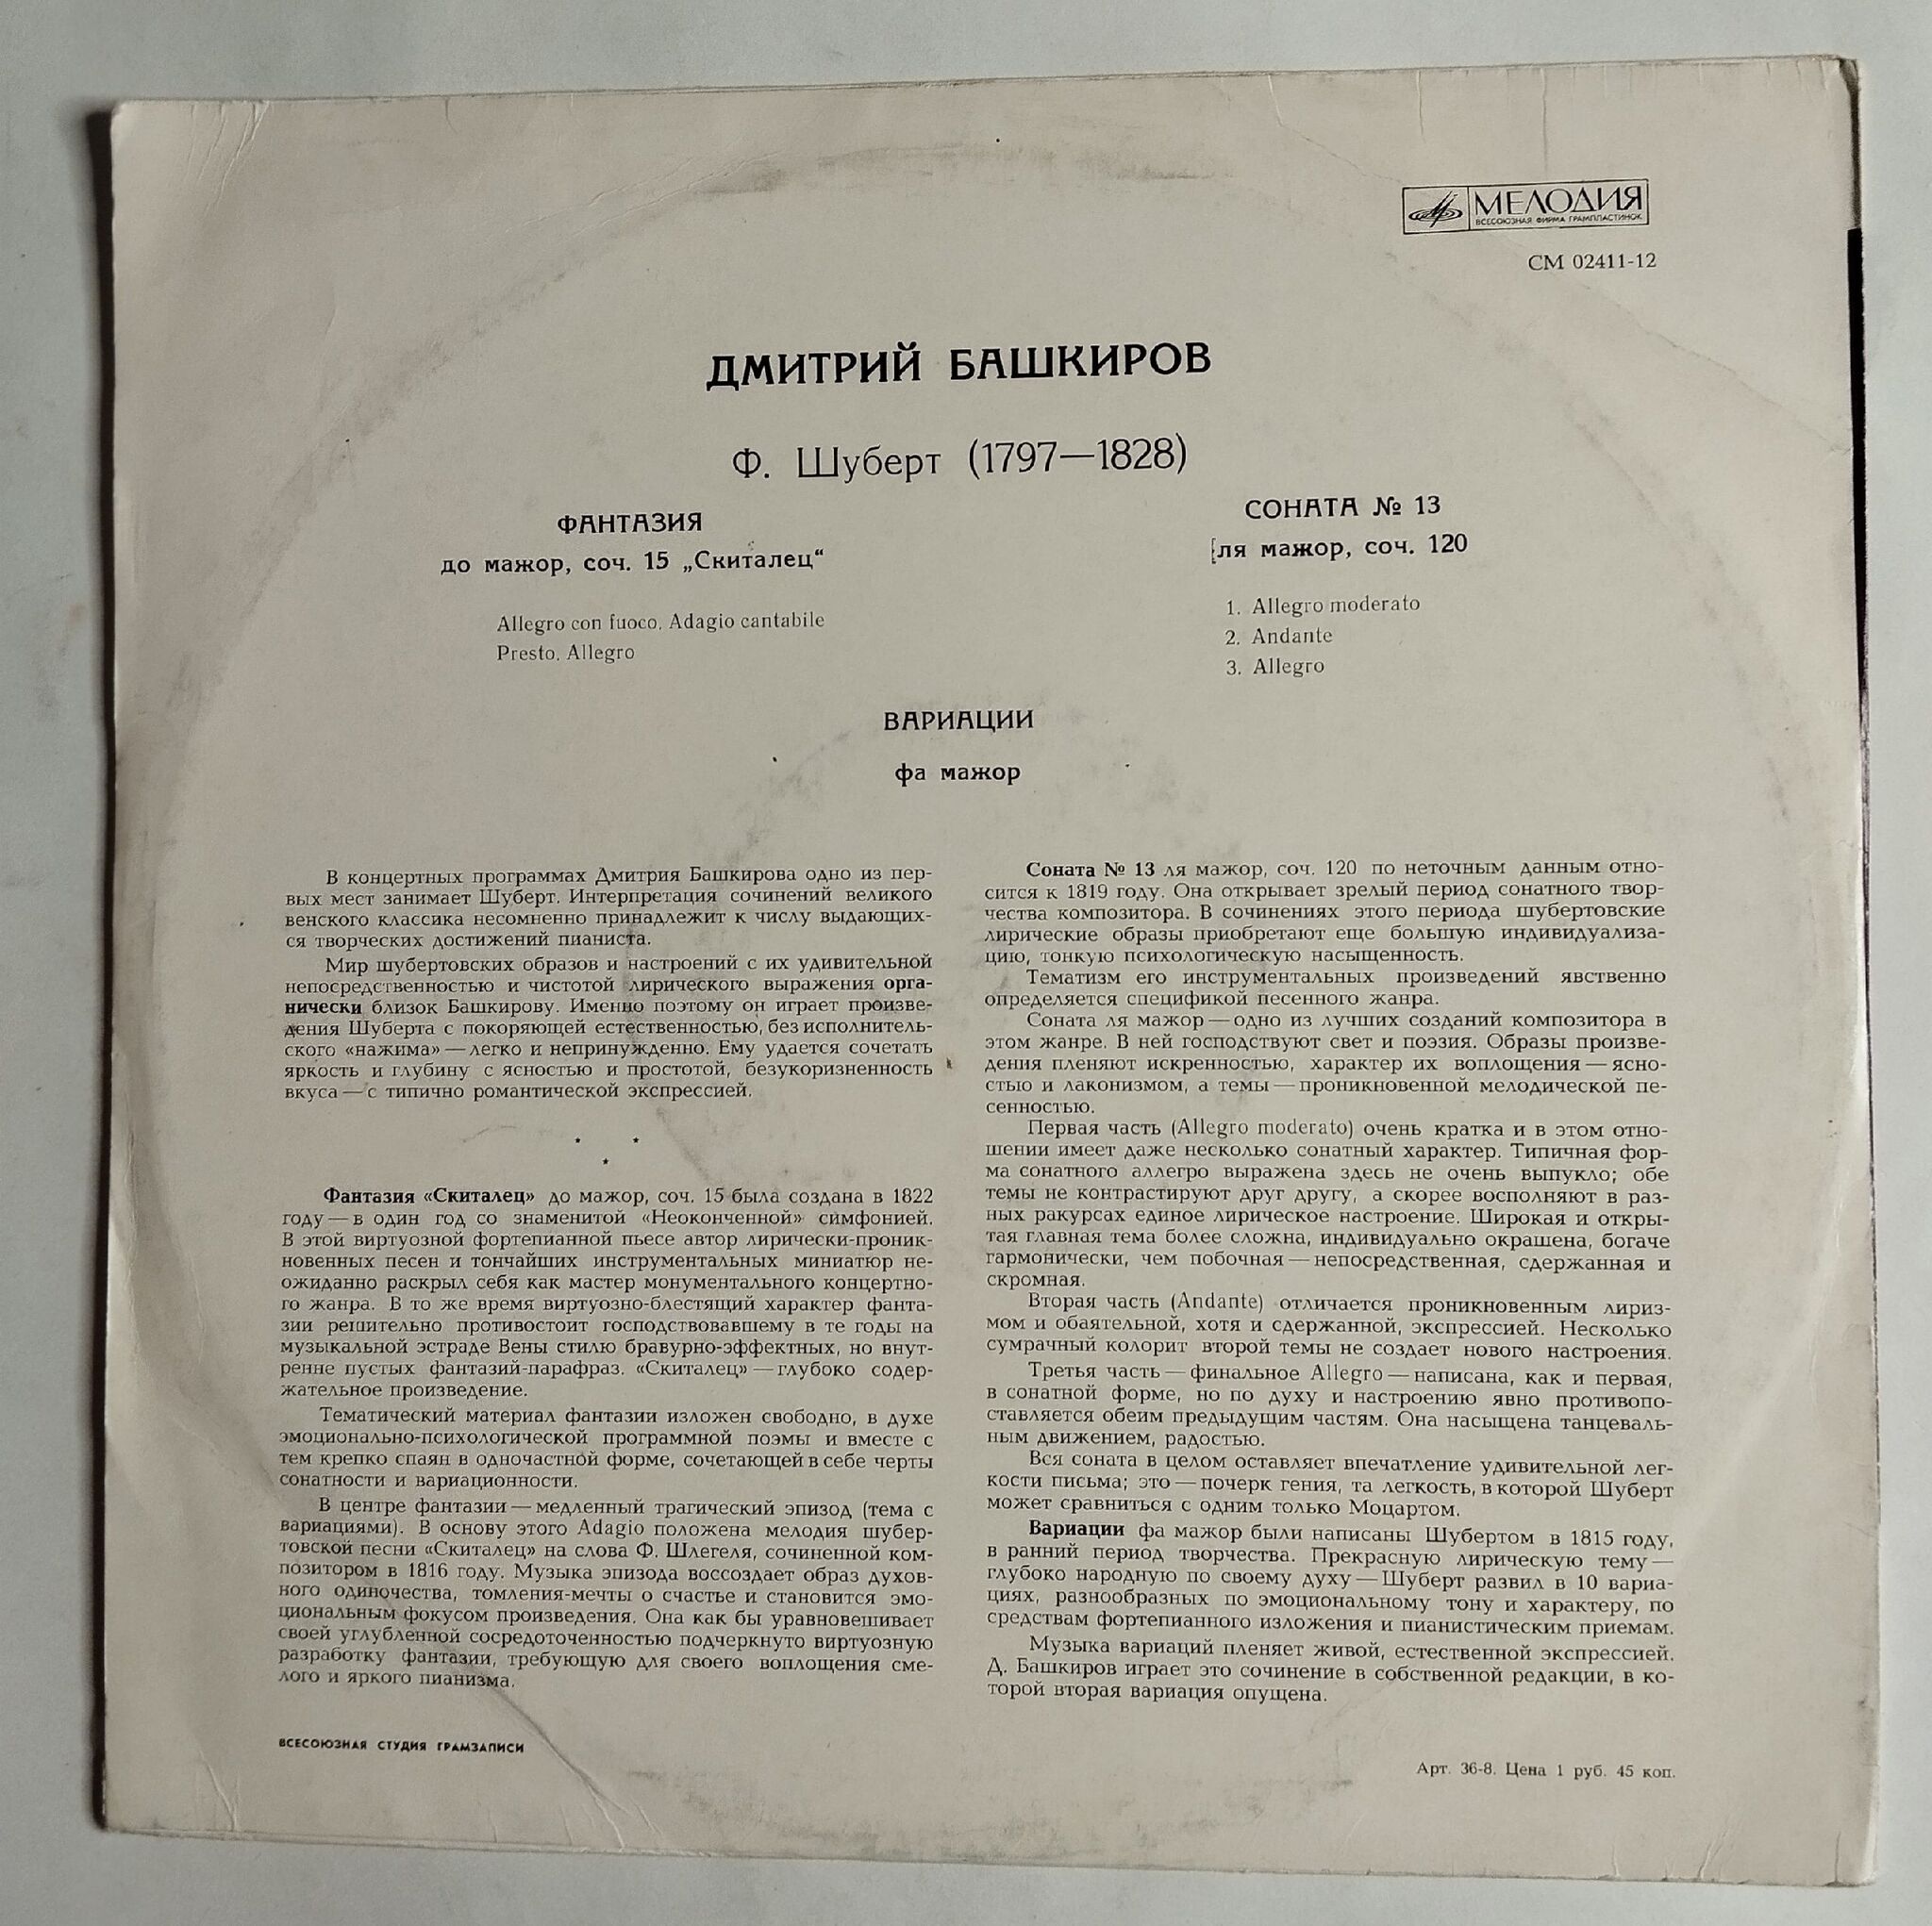 МЕЛОДИЯ
ВСЕСОЮЗНАЯ ФИРМА ГРАМПЛАСТИНОК
СМ 02411-12
ДМИТРИЙ БАШКИРОВ
Ф. Шуберт (1797—1828)
ФАНТАЗИЯ
до мажор, соч. 15 „Скиталец“
Allegro con fuoco, Adagio cantabile
Presto, Allegro
СОНАТА № 13
ля мажор, соч. 120
1. Allegro moderato
2. Andante
3. Allegro
ВАРИАЦИИ
фа мажор
В концертных программах Дмитрия Башкирова одно из пер-
вых мест занимает Шуберт. Интерпретация сочинений великого
венского классика несомненно принадлежит к числу выдающих-
ся творческих достижений пианиста.
Мир шубертовских образов и настроений с их удивительной
непосредственностью и чистотой лирического выражения орга-
нически близок Башкирову. Именно поэтому он играет произве-
дения Шуберта с покоряющей естественностью, без исполнитель-
ского «нажима» — легко и непринужденно. Ему удается сочетать
яркость и глубину с ясностью и простотой, безукоризненность
вкуса — с типично романтической экспрессией.
Фантазия «Скиталец» до мажор, соч. 15 была создана в 1822
году — в один год со знаменитой «Неоконченной» симфонией.
В этой виртуозной фортепианной пьесе автор лирически-проник-
новенных песен и тончайших инструментальных миниатюр не-
ожиданно раскрыл себя как мастер монументального концертно-
го жанра. В то же время виртуозно-блестящий характер фанта-
зии решительно противостоит господствовавшему в те годы на
музыкальной эстраде Вены стилю бравурно-эффектных, но внут-
ренне пустых фантазий-парафраз. «Скиталец» — глубоко содер-
жательное произведение.
Тематический материал фантазии изложен свободно, в духе
эмоционально-психологической программной поэмы и вместе с
тем крепко спаян в одночастной форме, сочетающей в себе черты
сонатности и вариационности.
В центре фантазии — медленный трагический эпизод (тема с
вариациями). В основу этого Adagio положена мелодия шубер-
товской песни «Скиталец» на слова Ф. Шлегеля, сочиненной ком-
позитором в 1816 году. Музыка эпизода воссоздает образ духов-
ного одиночества, томления-мечты о счастье и становится эмо-
циональным фокусом произведения. Она как бы уравновешивает
своей углубленной сосредоточенностью подчеркнуто виртуозную
разработку фантазии, требующую для своего воплощения сме-
лого и яркого пианизма.
Соната № 13 ля мажор, соч. 120 по неточным данным отно-
сится к 1819 году. Она открывает зрелый период сонатного твор-
чества композитора. В сочинениях этого периода шубертовские
лирические образы приобретают еще большую индивидуализа-
цию, тонкую психологическую насыщенность.
Тематизм его инструментальных произведений явственно
определяется спецификой песенного жанра.
Соната ля мажор — одно из лучших созданий композитора в
этом жанре. В ней господствуют свет и поэзия. Образы произве-
дения пленяют искренностью, характер их воплощения — ясно-
стью и лаконизмом, а темы — проникновенной мелодической пе-
сенностью.
Первая часть (Allegro moderato) очень кратка и в этом отно-
шении имеет даже несколько сонатный характер. Типичная фор-
ма сонатного аллегро выражена здесь не очень выпукло; обе
темы не контрастируют друг другу, а скорее восполняют в раз-
ных ракурсах единое лирическое настроение. Широкая и откры-
тая главная тема более сложна, индивидуально окрашена, богаче
гармонически, чем побочная — непосредственная, сдержанная и
скромная.
Вторая часть (Andante) отличается проникновенным лириз-
мом и обаятельной, хотя и сдержанной, экспрессией. Несколько
сумрачный колорит второй темы не создает нового настроения.
Третья часть — финальное Allegro — написана, как и первая,
в сонатной форме, но по духу и настроению явно противопо-
ставляется обеим предыдущим частям. Она насыщена танцеваль-
ным движением, радостью.
Вся соната в целом оставляет впечатление удивительной лег-
кости письма; это — почерк гения, та легкость, в которой Шуберт
может сравниться с одним только Моцартом.
Вариации фа мажор были написаны Шубертом в 1815 году,
в ранний период творчества. Прекрасную лирическую тему —
глубоко народную по своему духу — Шуберт развил в 10 вариа-
циях, разнообразных по эмоциональному тону и характеру, по
средствам фортепианного изложения и пианистическим приемам.
Музыка вариаций пленяет живой, естественной экспрессией.
Д. Башкиров играет это сочинение в собственной редакции, в ко-
торой вторая вариация опущена.
ВСЕСОЮЗНАЯ СТУДИЯ ГРАМЗАПИСИ
Арт. 36-8. Цена 1 руб. 45 коп.